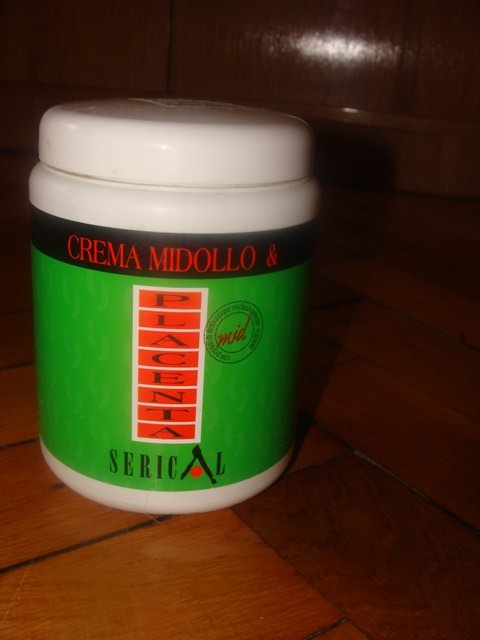 CREMA MIDOLLO &
PLACENTA
mid
SERICAL